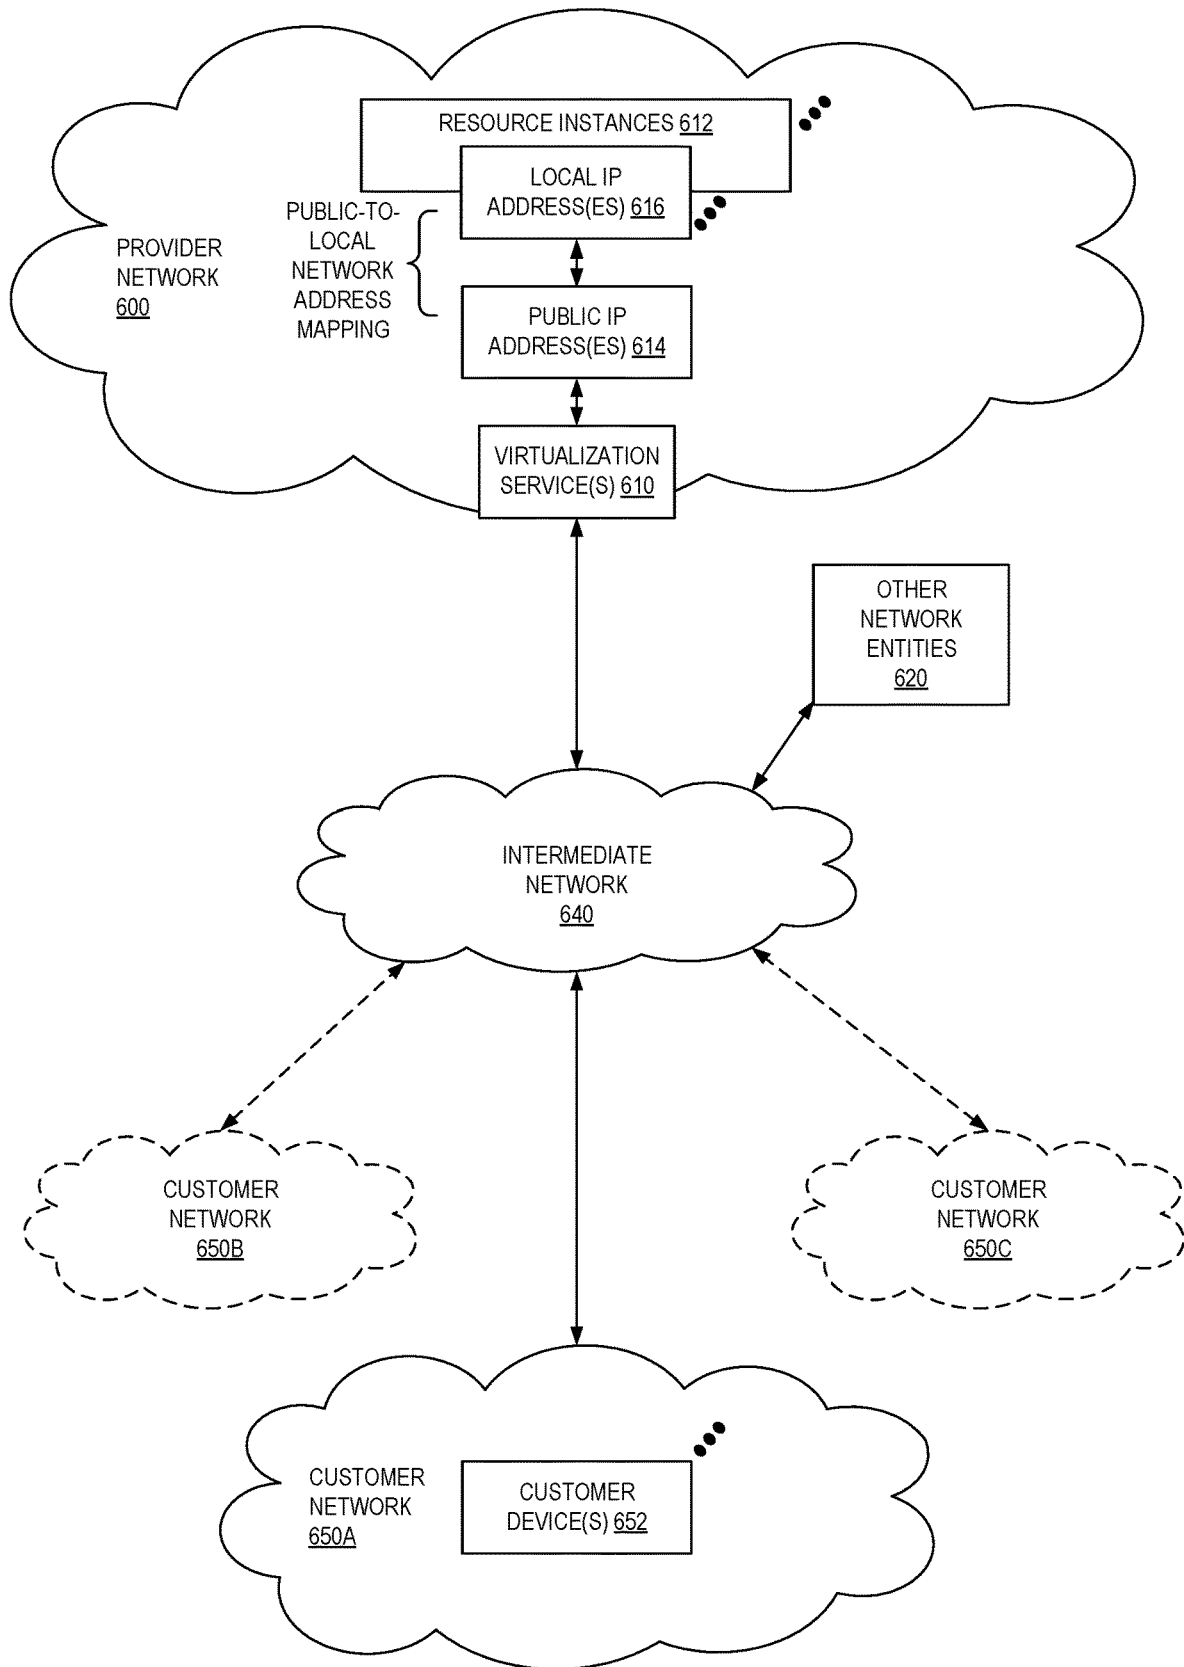 RESOURCE INSTANCES 612
LOCAL IP
ADDRESS(ES) 616
PUBLIC-TO-
LOCAL
NETWORK
ADDRESS
MAPPING
PROVIDER
NETWORK
600
PUBLIC IP
ADDRESS(ES) 614
VIRTUALIZATION
SERVICE(S) 610
OTHER
NETWORK
ENTITIES
620
INTERMEDIATE
NETWORK
640
CUSTOMER
NETWORK
650B
CUSTOMER
NETWORK
650C
CUSTOMER
NETWORK
650A
CUSTOMER
DEVICE(S) 652